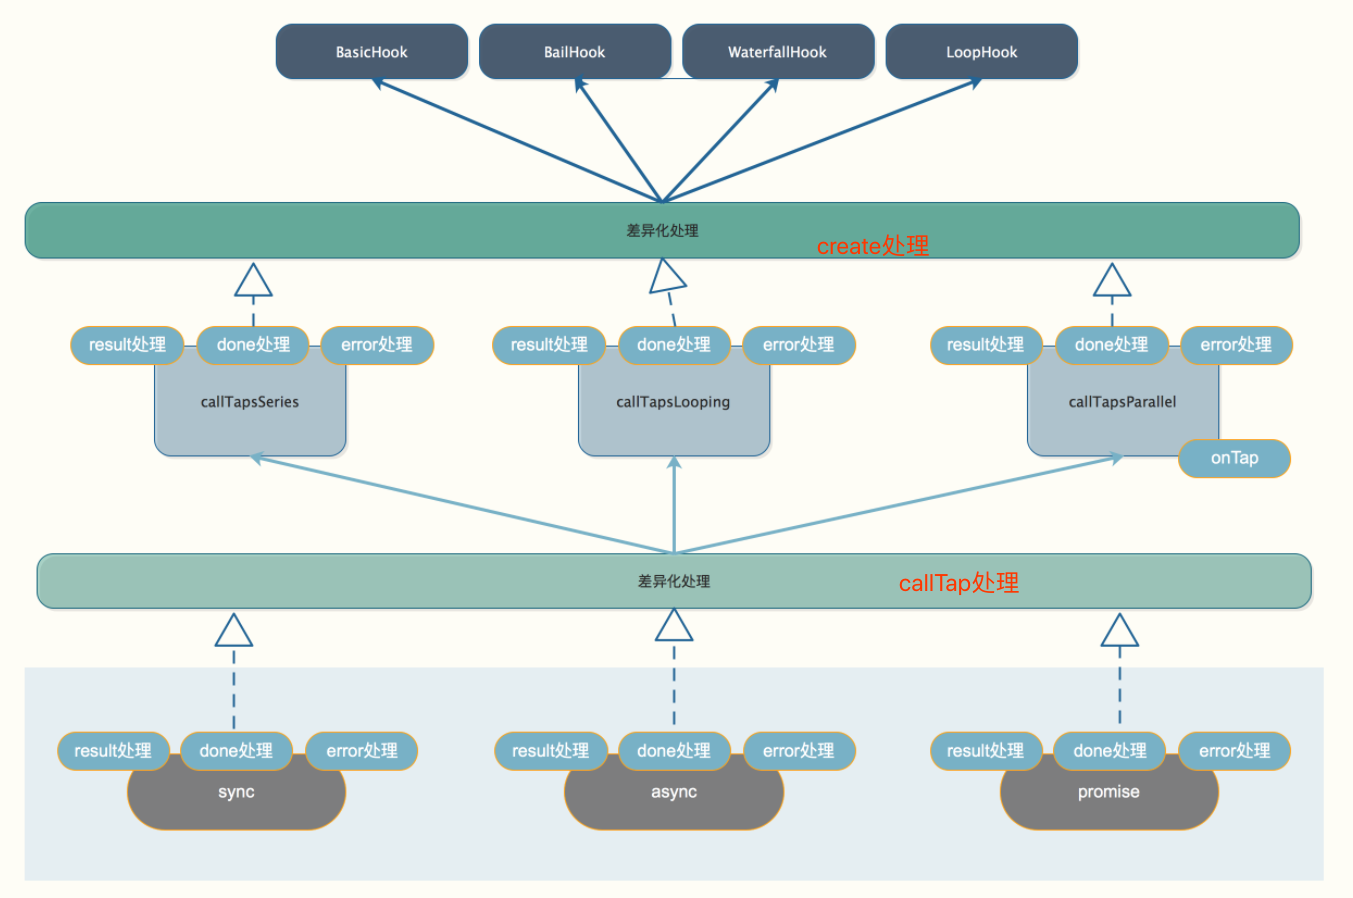 BasicHook
BailHook
WaterfallHook
LoopHook
差异化处理
create处理
result处理
done处理
error处理
callTapsSeries
result处理
done处理
error处理
callTapsLooping
result处理
done处理
error处理
callTapsParallel
onTap
差异化处理
callTap处理
result处理
done处理
error处理
sync
result处理
done处理
error处理
async
result处理
done处理
error处理
promise